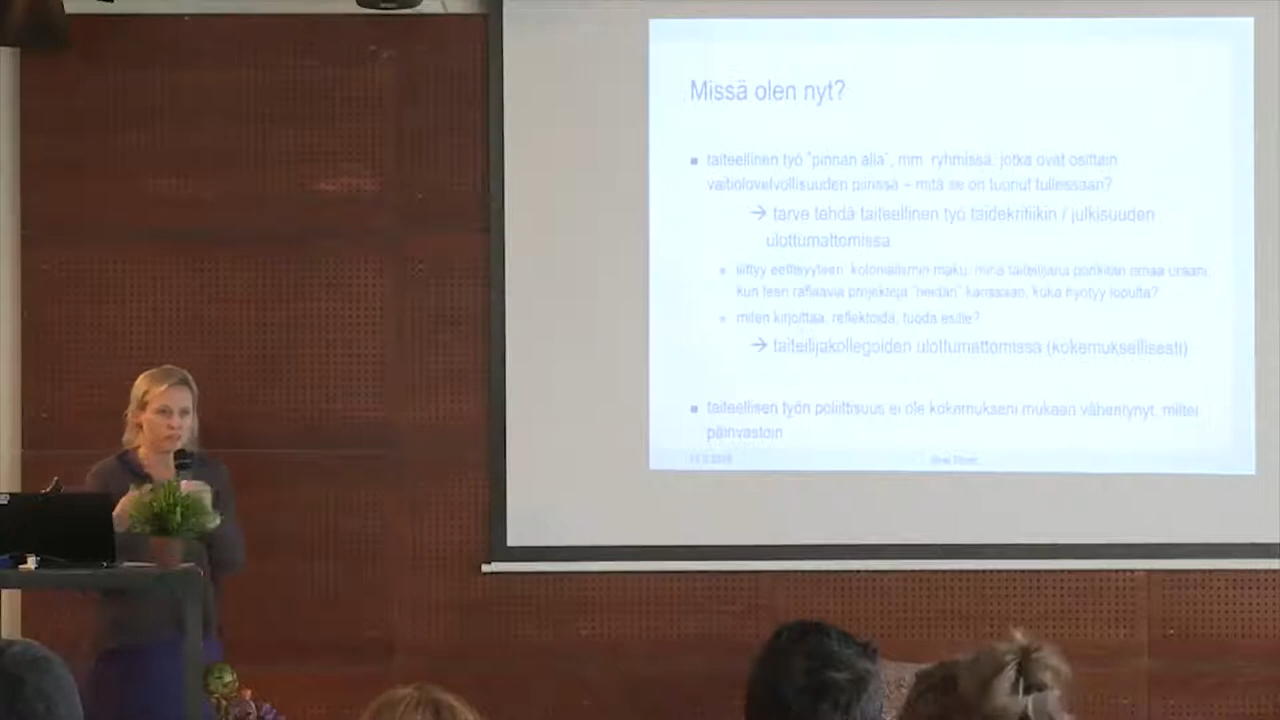 Missä olen nyt?
taiteellinen työ "pinnan alla", mm. ryhmissä, jotka ovat osittain
vaitiolovelvollisuuden piirissä – mitä se on tuonut tulleissaan?
→ tarve tehdä taiteellinen työ taidekritiikin / julkisuuden
ulottumattomissa
liittyy eettisyyteen: kolonialismin maku, minä taiteilijana omaa uraani,
kun teen raflaavia projekteja "heidän" kanssaan, kuka hyötyy lopulta?
miten kirjoittaa, reflektoida, tuoda esille?
→ taiteilijakollegoiden ulottumattomissa (kokemuksellisesti)
taiteellisen työn poliittisuus ei ole kokemukseni mukaan vähentynyt, miltei
päinvastoin